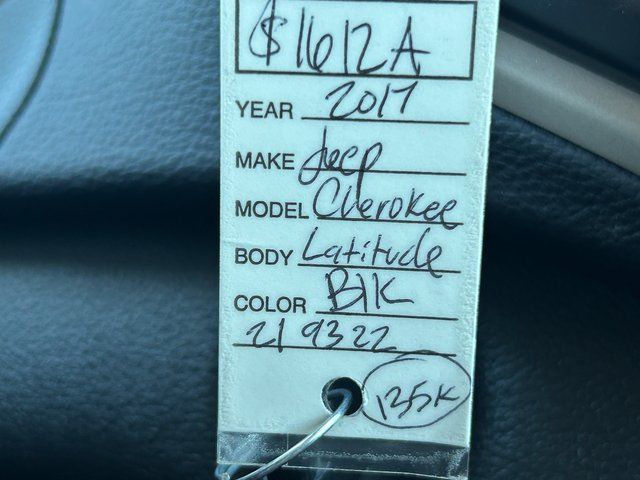 $1612A
YEAR 2017
MAKE Jeep
MODEL Cherokee
BODY Latitude
COLOR Blk
219322
135K